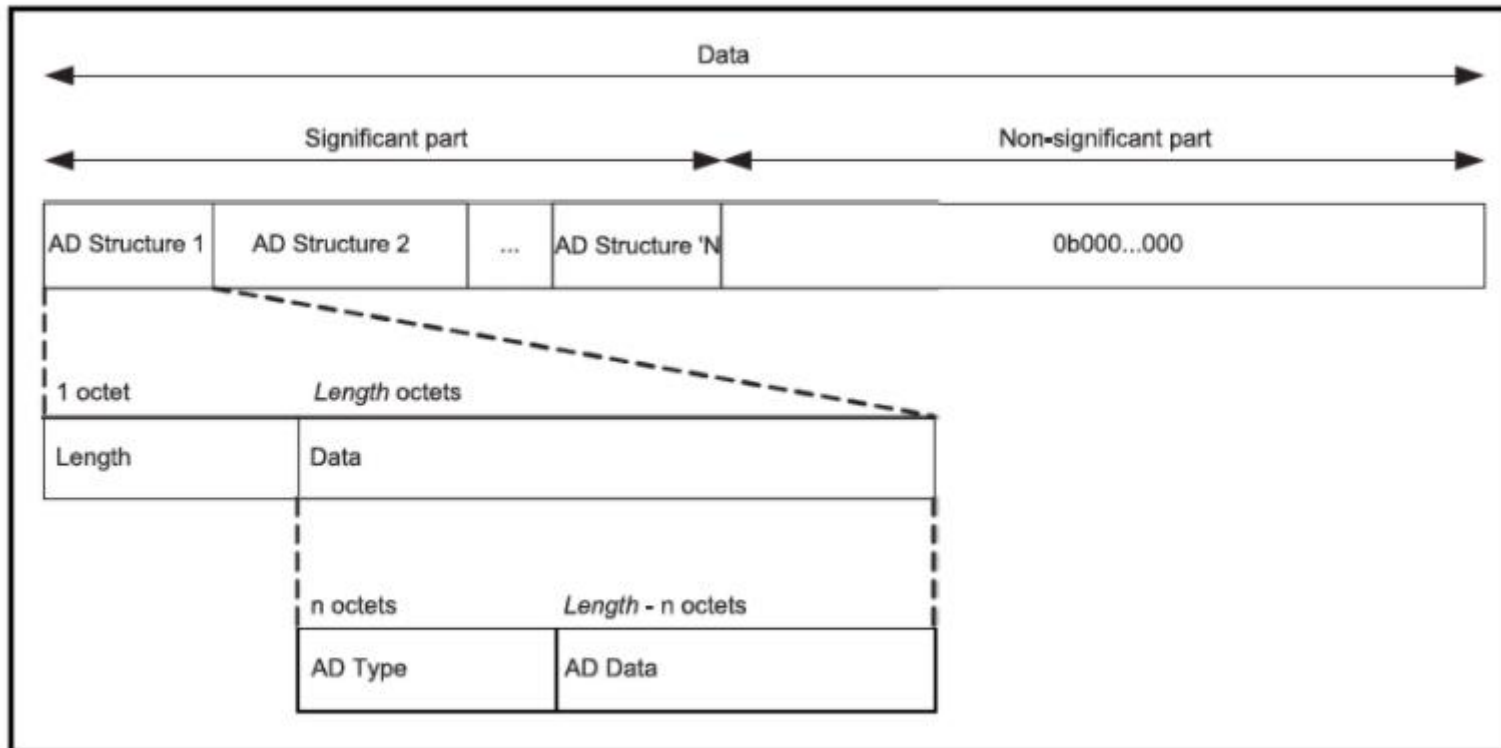 Data
Significant part
Non-significant part
AD Structure 1
AD Structure 2
...
AD Structure 'N
0b000...000
1 octet
Length octets
Length
Data
n octets
Length - n octets
AD Type
AD Data